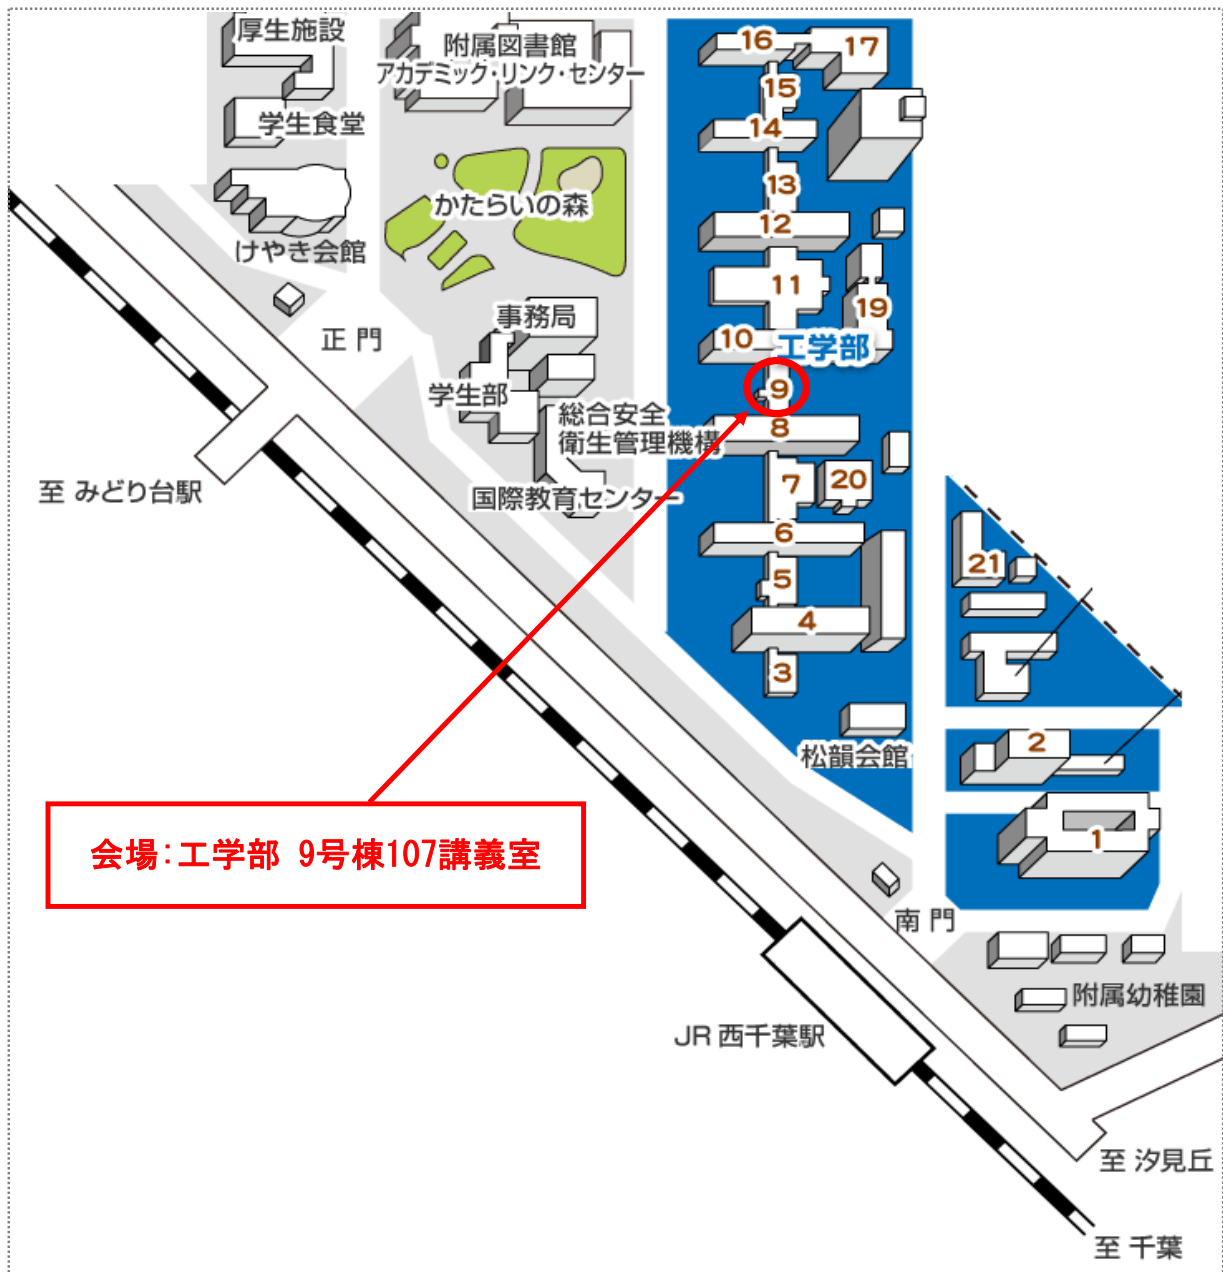 厚生施設
附属図書館
アカデミック・リンク・センター
学生食堂
けやき会館
かたらいの森
正門
事務局
学生部
総合安全
衛生管理機構
国際教育センター
至 みどり台駅
16
17
15
14
13
12
11
19
10
工学部
9
8
7
20
6
5
4
3
21
2
1
松韻会館
会場:工学部 9号棟107講義室
南門
附属幼稚園
JR 西千葉駅
至 汐見丘
至 千葉